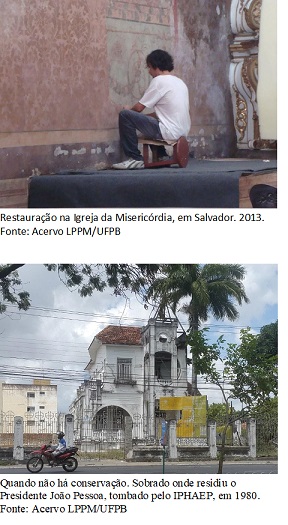 Restauração na Igreja da Misericórdia, em Salvador. 2013.
Fonte: Acervo LPPM/UFPB
Quando não há conservação. Sobrado onde residiu o
Presidente João Pessoa, tombado pelo IPHAEP, em 1980.
Fonte: Acervo LPPM/UFPB